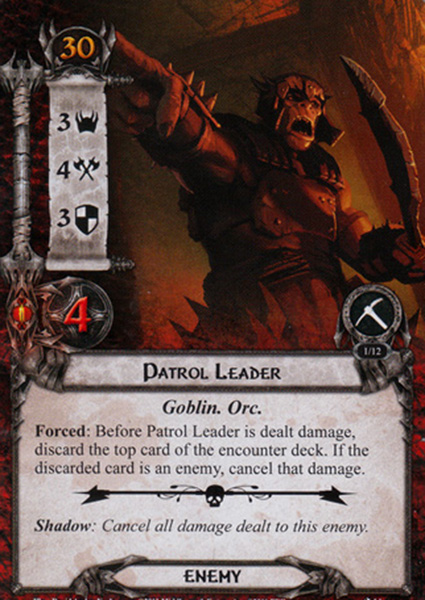 30
3
4
3
4
1/12
PATROL LEADER
Goblin. Orc.
Forced: Before Patrol Leader is dealt damage,
discard the top card of the encounter deck. If the
discarded card is an enemy, cancel that damage.
Shadow: Cancel all damage dealt to this enemy.
ENEMY